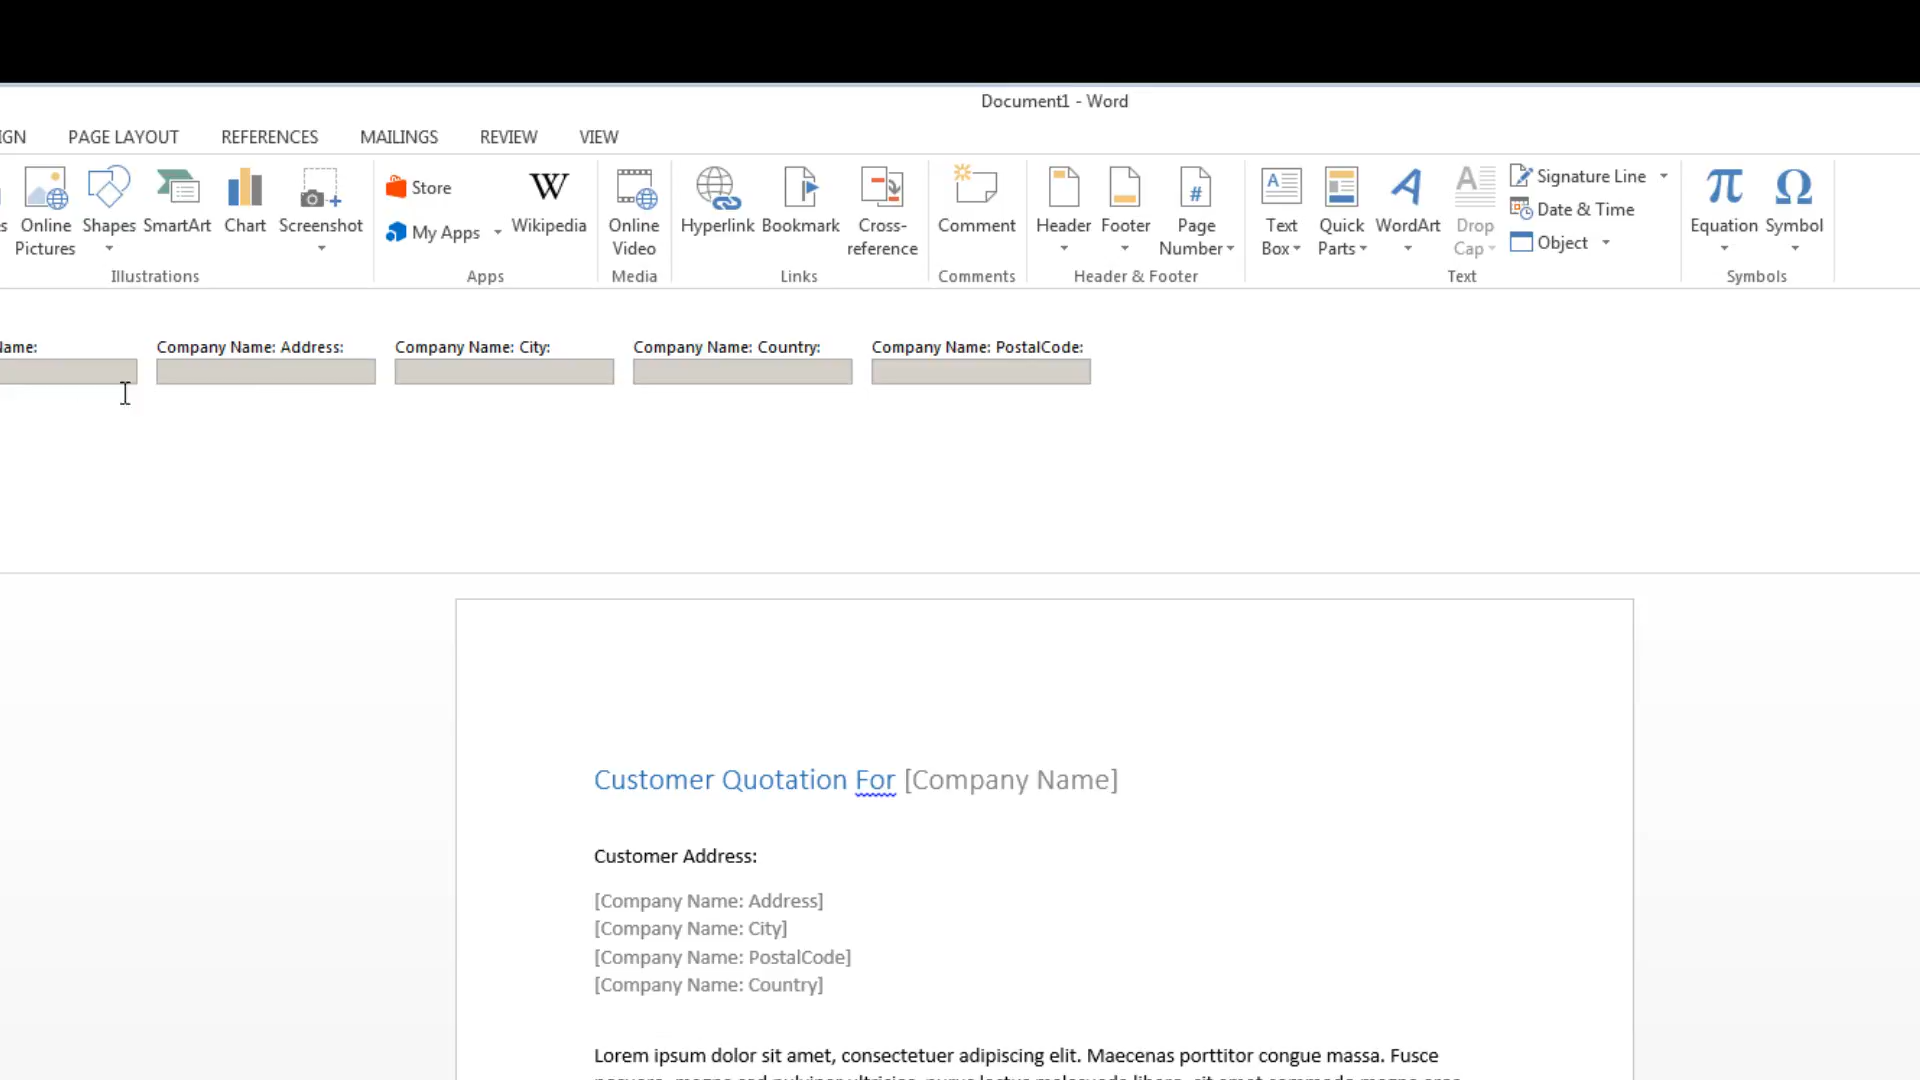 Document1 - Word
PAGE LAYOUT REFERENCES MAILINGS REVIEW VIEW
Online Pictures
Shapes
SmartArt
Chart
Screenshot
Illustrations
Store
My Apps
W
Wikipedia
Apps
Online Video
Media
Hyperlink
Bookmark
Cross-reference
Links
Comment
Comments
Header
Footer
# Page Number
Header & Footer
A Text Box
Quick Parts
A WordArt
A Drop Cap
Signature Line
Date & Time
Object
Text
π Equation
Ω Symbol
Symbols
Company Name: Address:
Company Name: City:
Company Name: Country:
Company Name: PostalCode:
Customer Quotation For [Company Name]
Customer Address:
[Company Name: Address]
[Company Name: City]
[Company Name: PostalCode]
[Company Name: Country]
Lorem ipsum dolor sit amet, consectetuer adipiscing elit. Maecenas porttitor congue massa. Fusce